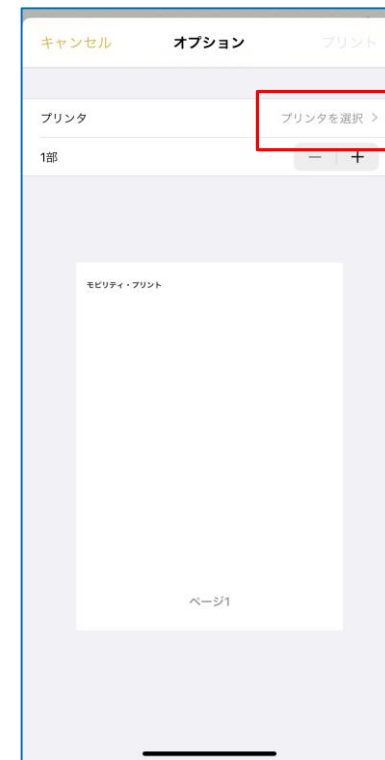 キャンセル オプション プリント
プリンタ プリンタを選択 >
1部 − +
モビリティ・プリント
ページ1